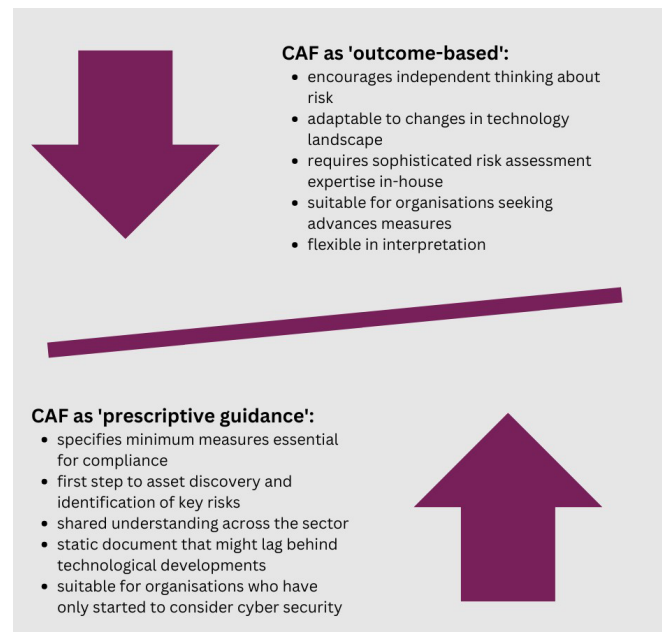 CAF as 'outcome-based':
• encourages independent thinking about
risk
• adaptable to changes in technology
landscape
• requires sophisticated risk assessment
expertise in-house
• suitable for organisations seeking
advances measures
• flexible in interpretation
CAF as 'prescriptive guidance':
• specifies minimum measures essential
for compliance
• first step to asset discovery and
identification of key risks
• shared understanding across the sector
• static document that might lag behind
technological developments
• suitable for organisations who have
only started to consider cyber security